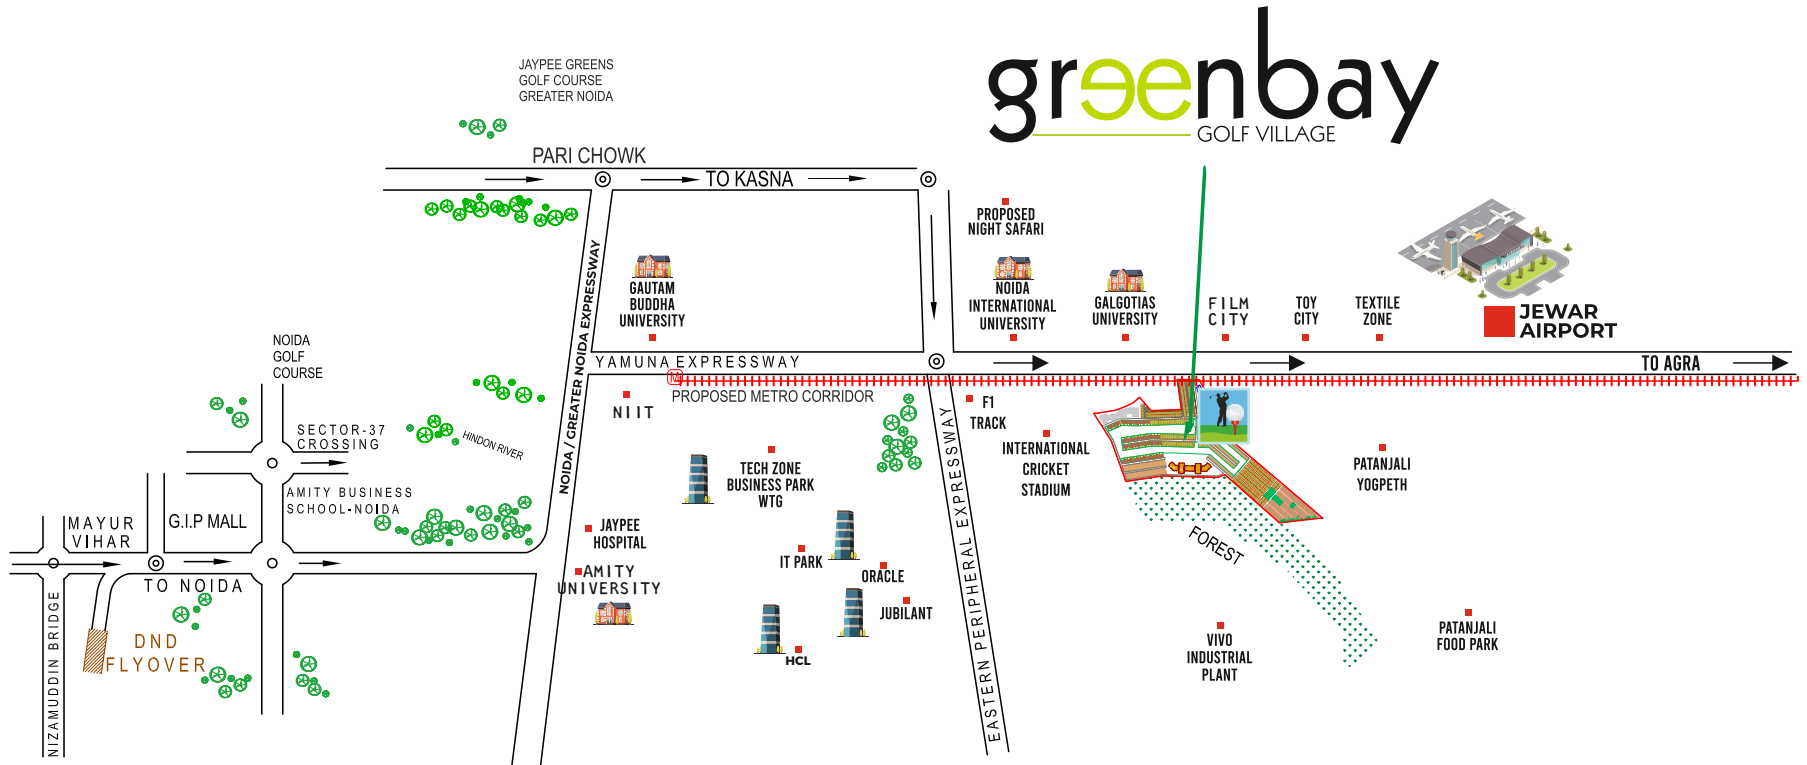 greenbay
GOLF VILLAGE
JAYPEE GREENS
GOLF COURSE
GREATER NOIDA
PARI CHOWK
TO KASNA
PROPOSED
NIGHT SAFARI
NOIDA / GREATER NOIDA EXPRESSWAY
GAUTAM
BUDDHA
UNIVERSITY
NOIDA
INTERNATIONAL
UNIVERSITY
GALGOTIAS
UNIVERSITY
FILM
CITY
TOY
CITY
TEXTILE
ZONE
JEWAR
AIRPORT
NOIDA
GOLF
COURSE
YAMUNA EXPRESSWAY
TO AGRA
M
PROPOSED METRO CORRIDOR
NIIT
F1
TRACK
SECTOR-37
CROSSING
HINDON RIVER
INTERNATIONAL
CRICKET
STADIUM
PATANJALI
YOGPETH
TECH ZONE
BUSINESS PARK
WTG
EASTERN PERIPHERAL EXPRESSWAY
AMITY BUSINESS
SCHOOL-NOIDA
MAYUR
VIHAR
G.I.P MALL
JAYPEE
HOSPITAL
FOREST
IT PARK
ORACLE
AMITY
UNIVERSITY
TO NOIDA
JUBILANT
NIZAMUDDIN BRIDGE
DND
FLYOVER
HCL
VIVO
INDUSTRIAL
PLANT
PATANJALI
FOOD PARK